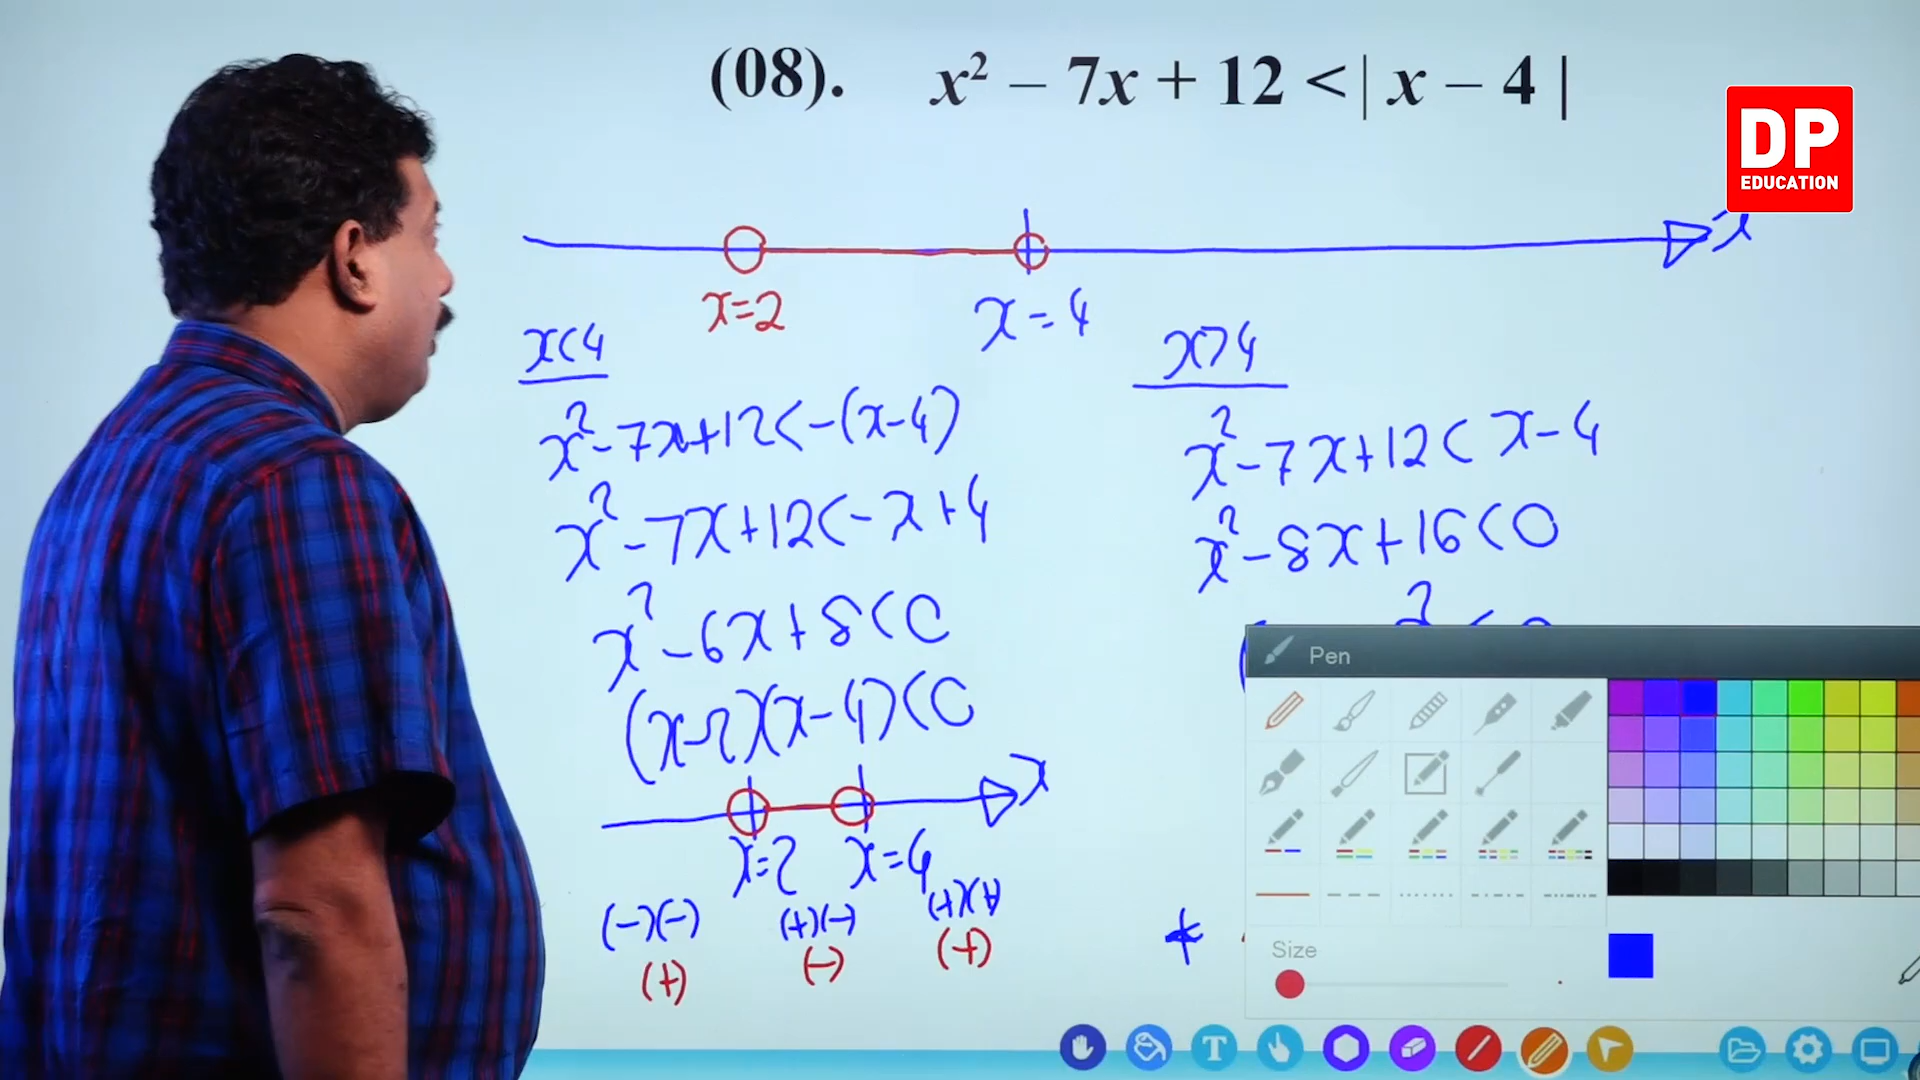 (08). x² – 7x + 12 < | x – 4 |
DP
EDUCATION
x
x=2
x=4
x<4
x²-7x+12<-(x-4)
x²-7x+12<-x+4
x²-6x+8<0
(x-2)(x-4)<0
x
x=2
x=4
(-)(-)
(+)(-)
(+)(+)
(+)
(-)
(+)
x>4
x²-7x+12<x-4
x²-8x+16<0
*
Pen
Size
T